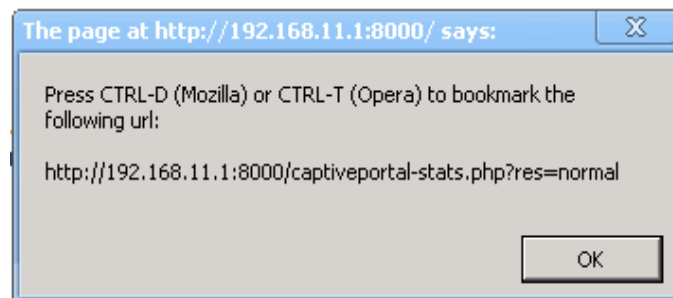 The page at http://192.168.11.1:8000/ says:
Press CTRL-D (Mozilla) or CTRL-T (Opera) to bookmark the
following url:
http://192.168.11.1:8000/captiveportal-stats.php?res=normal
OK